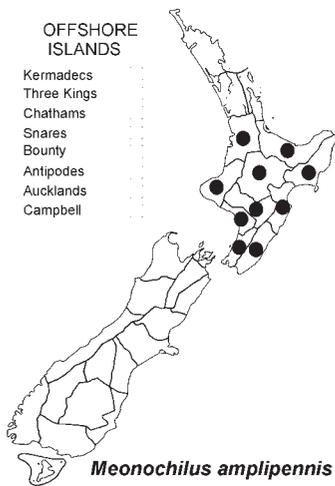 OFFSHORE
ISLANDS
Kermadecs
Three Kings
Chathams
Snares
Bounty
Antipodes
Aucklands
Campbell
Meonochilus amplipennis